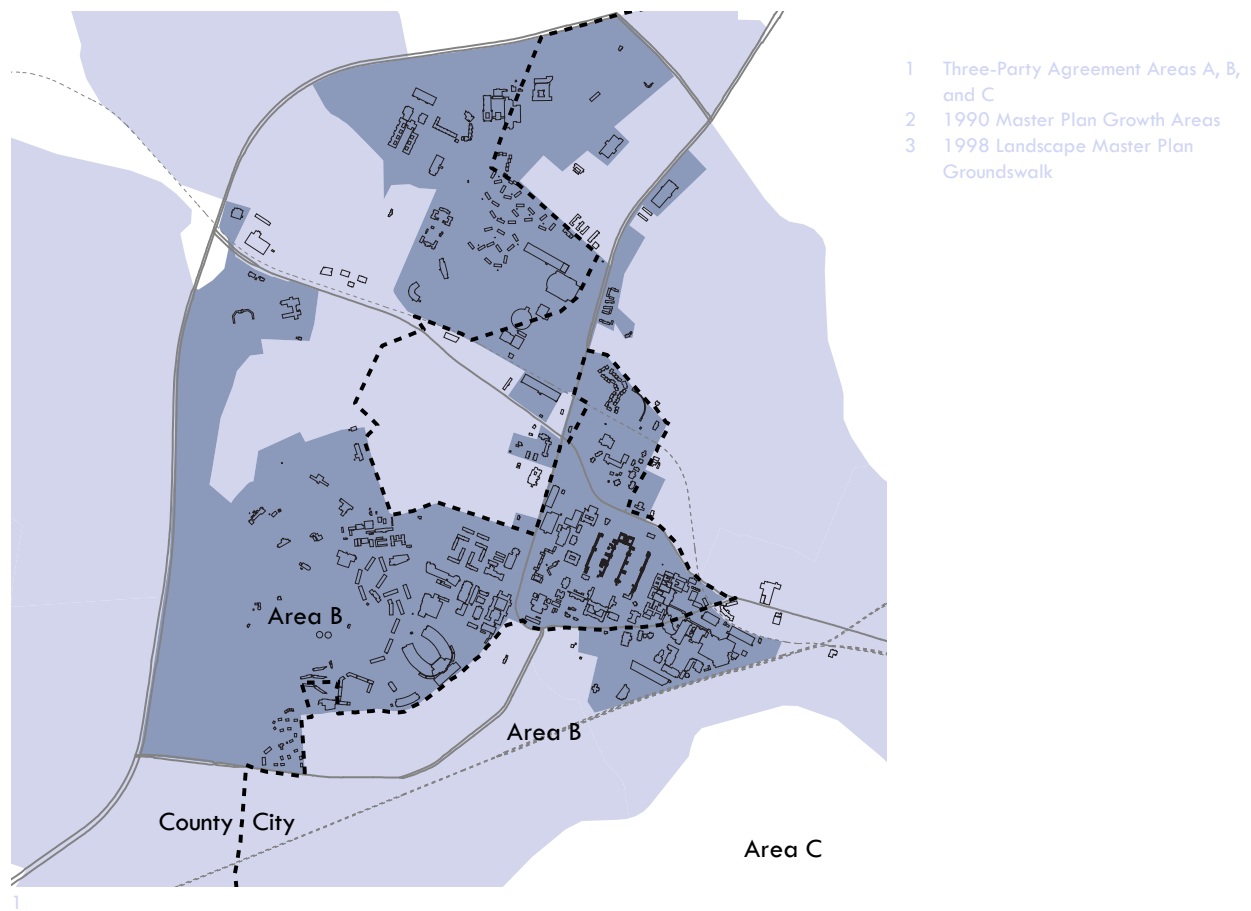 1 Three-Party Agreement Areas A, B,
and C
2 1990 Master Plan Growth Areas
3 1998 Landscape Master Plan
Groundswalk
Area B
Area B
County City
Area C
1